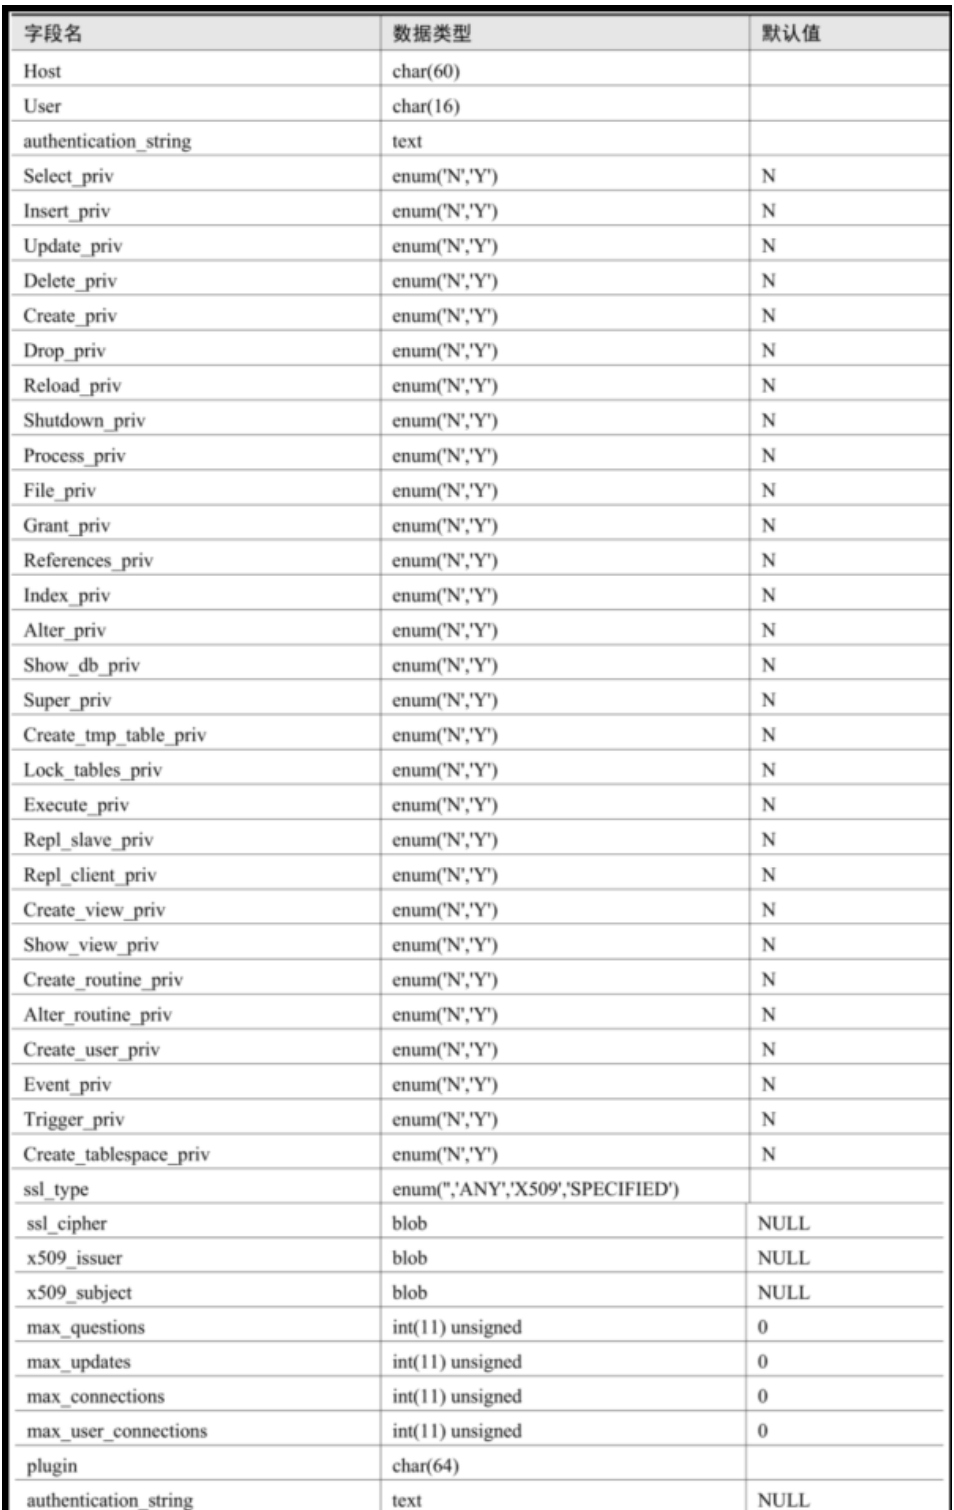 字段名 数据类型 默认值
Host char(60)
User char(16)
authentication_string text
Select_priv enum('N','Y') N
Insert_priv enum('N','Y') N
Update_priv enum('N','Y') N
Delete_priv enum('N','Y') N
Create_priv enum('N','Y') N
Drop_priv enum('N','Y') N
Reload_priv enum('N','Y') N
Shutdown_priv enum('N','Y') N
Process_priv enum('N','Y') N
File_priv enum('N','Y') N
Grant_priv enum('N','Y') N
References_priv enum('N','Y') N
Index_priv enum('N','Y') N
Alter_priv enum('N','Y') N
Show_db_priv enum('N','Y') N
Super_priv enum('N','Y') N
Create_tmp_table_priv enum('N','Y') N
Lock_tables_priv enum('N','Y') N
Execute_priv enum('N','Y') N
Repl_slave_priv enum('N','Y') N
Repl_client_priv enum('N','Y') N
Create_view_priv enum('N','Y') N
Show_view_priv enum('N','Y') N
Create_routine_priv enum('N','Y') N
Alter_routine_priv enum('N','Y') N
Create_user_priv enum('N','Y') N
Event_priv enum('N','Y') N
Trigger_priv enum('N','Y') N
Create_tablespace_priv enum('N','Y') N
ssl_type enum('','ANY','X509','SPECIFIED')
ssl_cipher blob NULL
x509_issuer blob NULL
x509_subject blob NULL
max_questions int(11) unsigned 0
max_updates int(11) unsigned 0
max_connections int(11) unsigned 0
max_user_connections int(11) unsigned 0
plugin char(64)
authentication_string text NULL